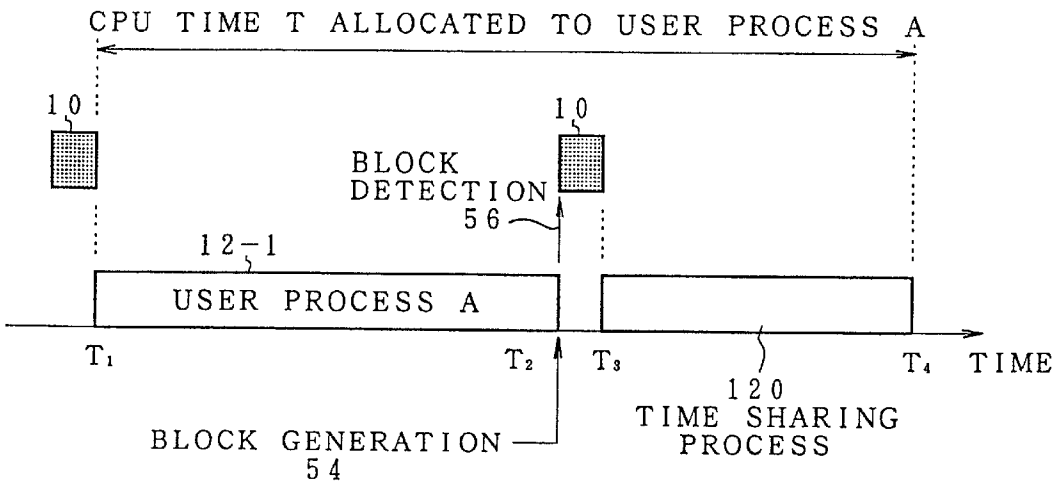 CPU TIME T ALLOCATED TO USER PROCESS A
10
10
BLOCK
DETECTION
56
12-1
USER PROCESS A
T₁
T₂
T₃
T₄
TIME
120
TIME SHARING
PROCESS
BLOCK GENERATION
54